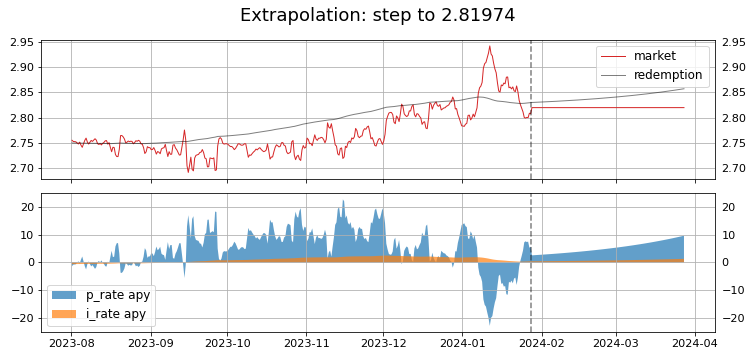 Extrapolation: step to 2.81974
2.95 2.95
2.90 2.90
2.85 2.85
2.80 2.80
2.75 2.75
2.70 2.70
market
redemption
20 20
10 10
0 0
−10 −10
−20 −20
p_rate apy
i_rate apy
2023-08 2023-09 2023-10 2023-11 2023-12 2024-01 2024-02 2024-03 2024-04